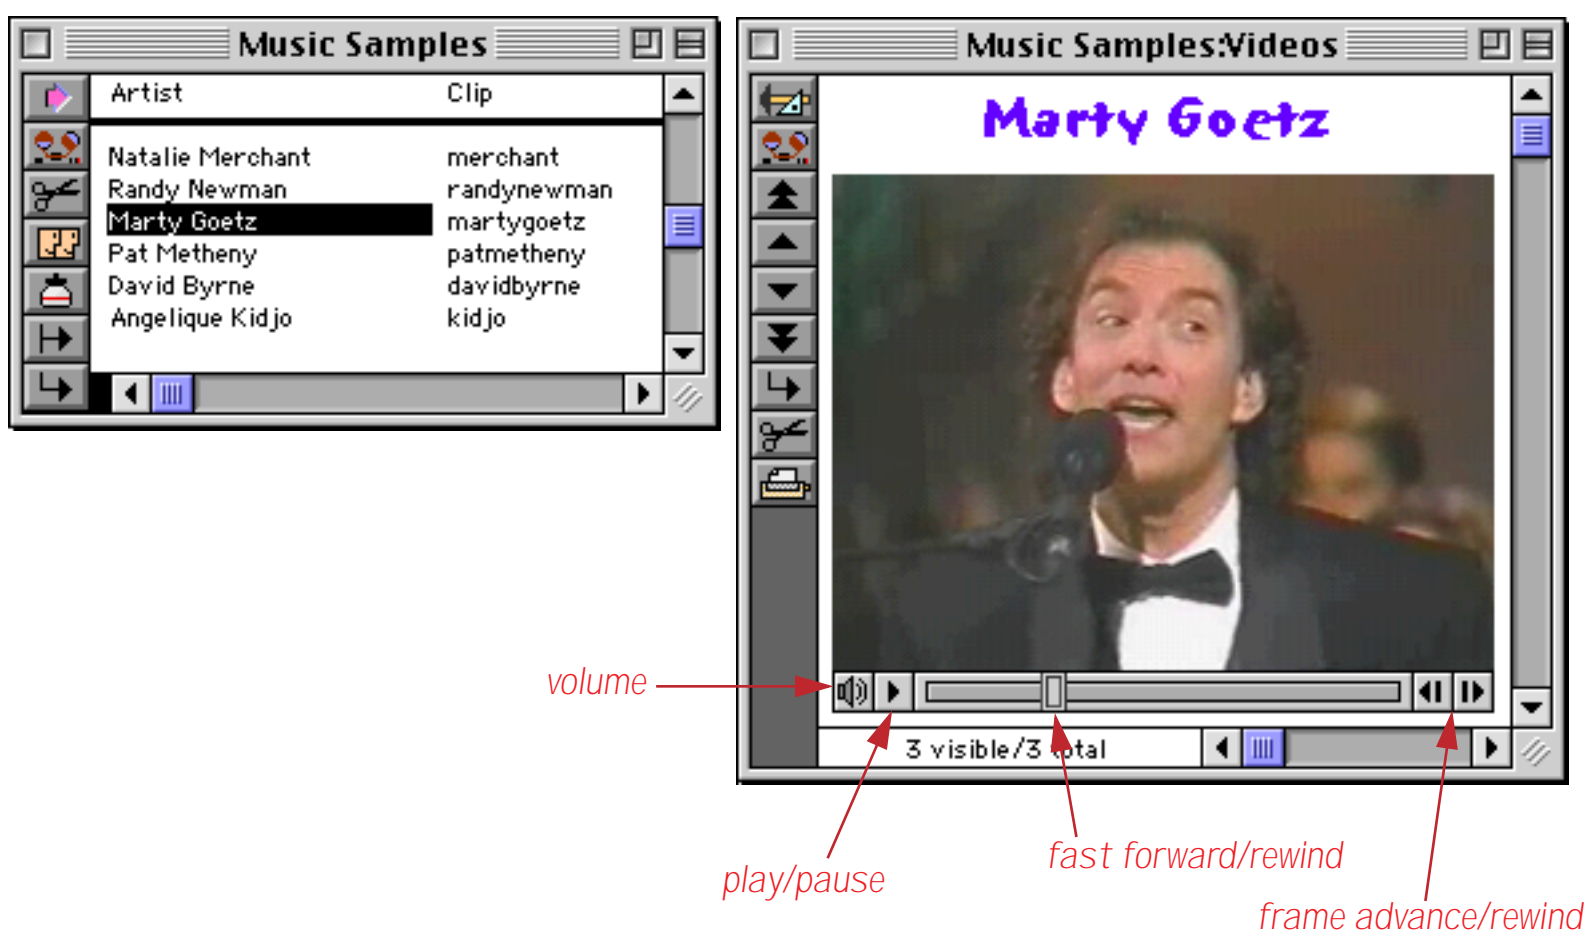 Music Samples
Artist Clip
Natalie Merchant merchant
Randy Newman randynewman
Marty Goetz martygoetz
Pat Metheny patmetheny
David Byrne davidbyrne
Angelique Kidjo kidjo
Music Samples:Videos
Marty Goetz
3 visible/3 total
volume
play/pause
fast forward/rewind
frame advance/rewind